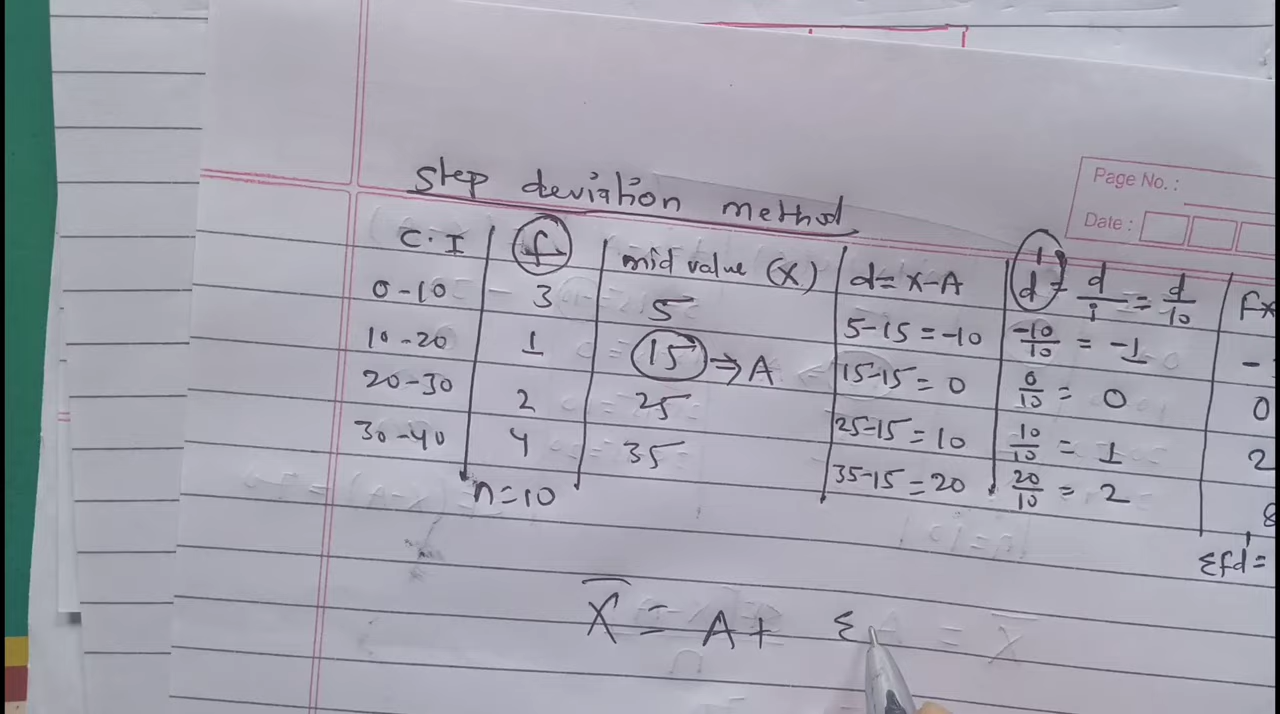 Page No. :
Date :
Step deviation method
C.I f mid value (X) d=X-A d'=d/i=d/10 fx
0-10 3 5 5-15=-10 -10/10=-1 -
10-20 1 15→A 15-15=0 0/10=0 0
20-30 2 25 25-15=10 10/10=1 2
30-40 4 35 35-15=20 20/10=2 8
n=10 Σfd'=
X̄=A+ Σ